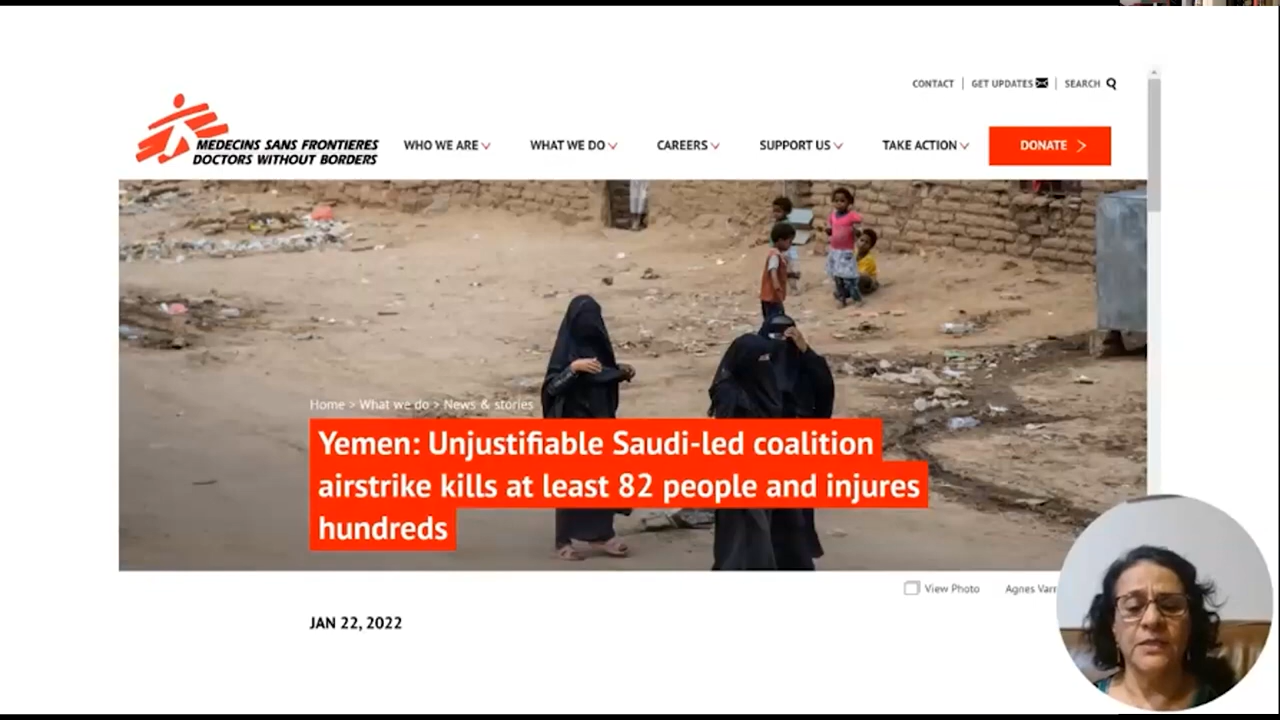 CONTACT | GET UPDATES | SEARCH
MEDECINS SANS FRONTIERES
DOCTORS WITHOUT BORDERS
WHO WE ARE
WHAT WE DO
CAREERS
SUPPORT US
TAKE ACTION
DONATE >
Home > What we do > News & stories
Yemen: Unjustifiable Saudi-led coalition
airstrike kills at least 82 people and injures
hundreds
View Photo
Agnes
JAN 22, 2022